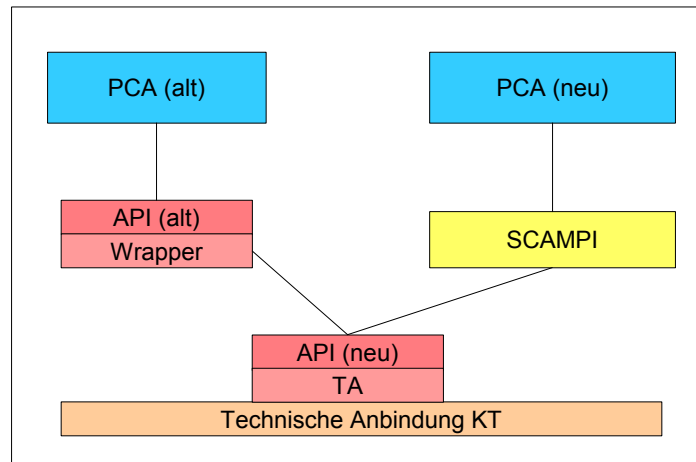 PCA (alt)
PCA (neu)
API (alt)
Wrapper
SCAMPI
API (neu)
TA
Technische Anbindung KT